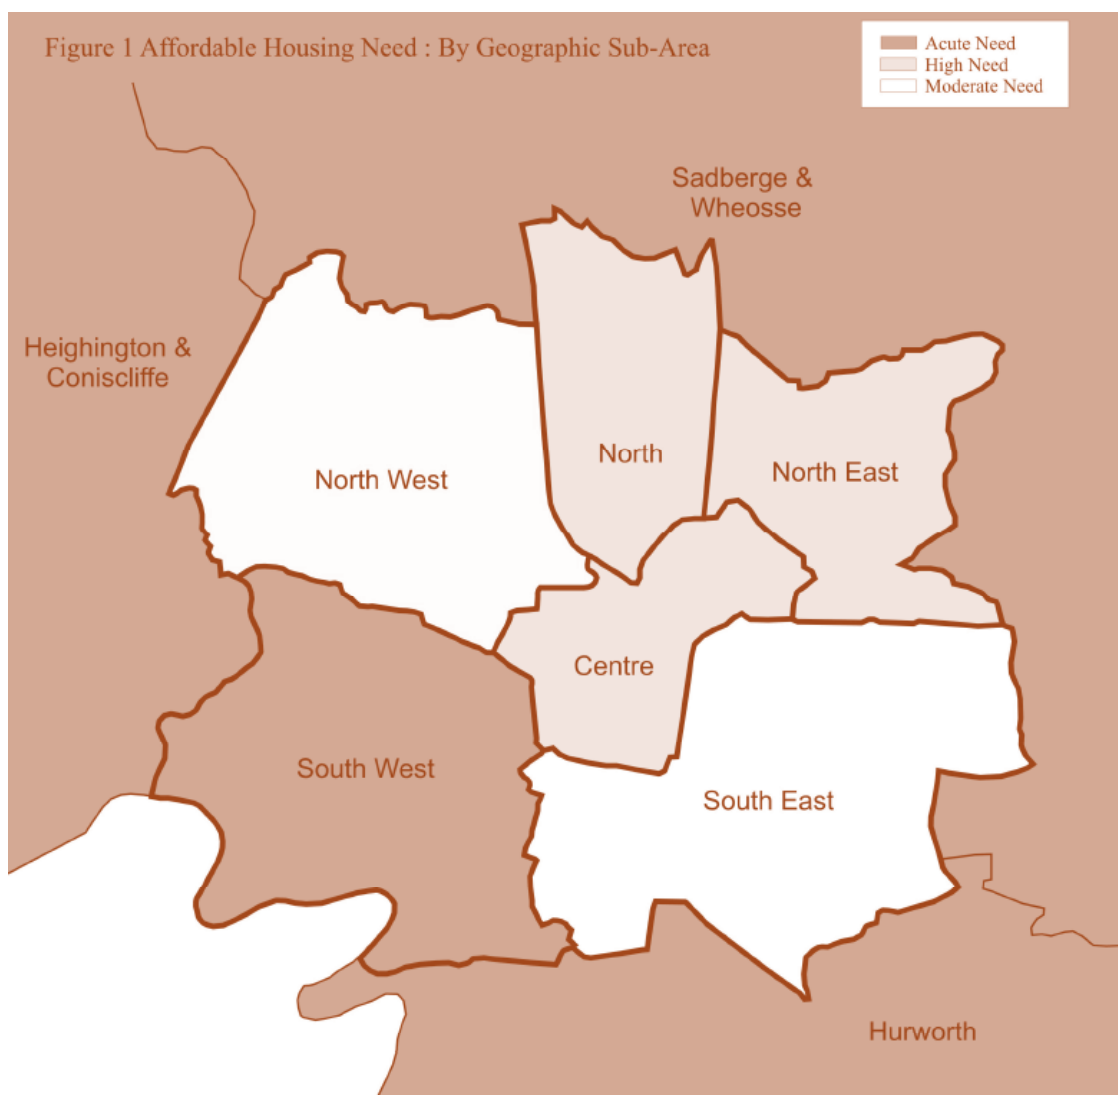 Figure 1 Affordable Housing Need : By Geographic Sub-Area
Acute Need
High Need
Moderate Need
Sadberge &
Wheosse
Heighington &
Coniscliffe
North West
North
North East
Centre
South West
South East
Hurworth